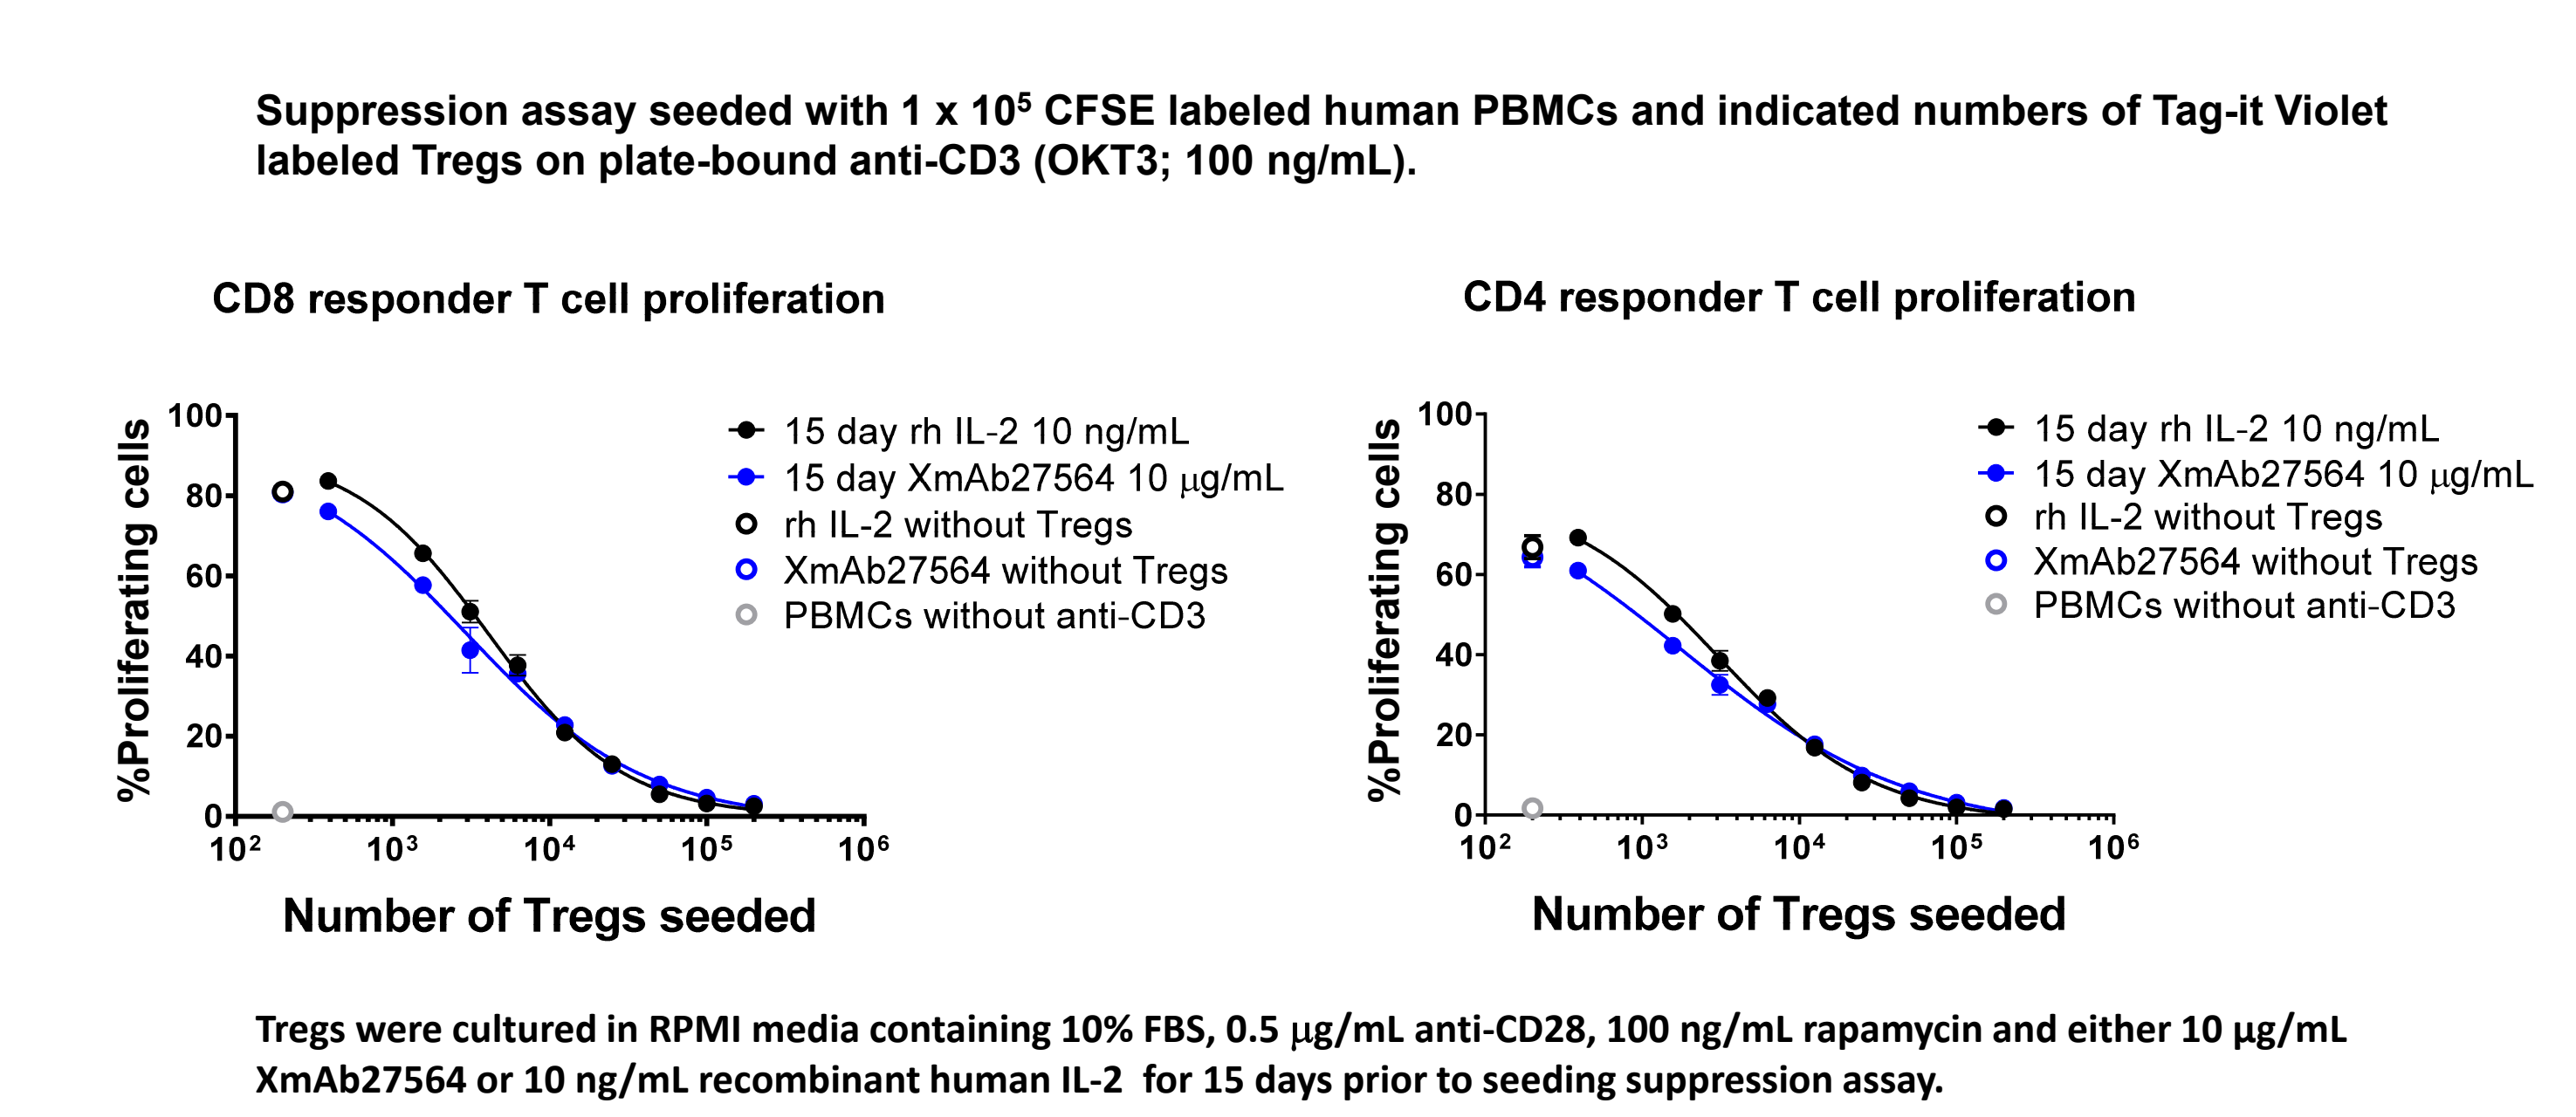 Suppression assay seeded with 1 x 10⁵ CFSE labeled human PBMCs and indicated numbers of Tag-it Violet
labeled Tregs on plate-bound anti-CD3 (OKT3; 100 ng/mL).
CD8 responder T cell proliferation
%Proliferating cells
100
80
60
40
20
0
10²
10³
10⁴
10⁵
10⁶
Number of Tregs seeded
15 day rh IL-2 10 ng/mL
15 day XmAb27564 10 μg/mL
rh IL-2 without Tregs
XmAb27564 without Tregs
PBMCs without anti-CD3
CD4 responder T cell proliferation
%Proliferating cells
100
80
60
40
20
0
10²
10³
10⁴
10⁵
10⁶
Number of Tregs seeded
15 day rh IL-2 10 ng/mL
15 day XmAb27564 10 μg/mL
rh IL-2 without Tregs
XmAb27564 without Tregs
PBMCs without anti-CD3
Tregs were cultured in RPMI media containing 10% FBS, 0.5 μg/mL anti-CD28, 100 ng/mL rapamycin and either 10 µg/mL
XmAb27564 or 10 ng/mL recombinant human IL-2 for 15 days prior to seeding suppression assay.